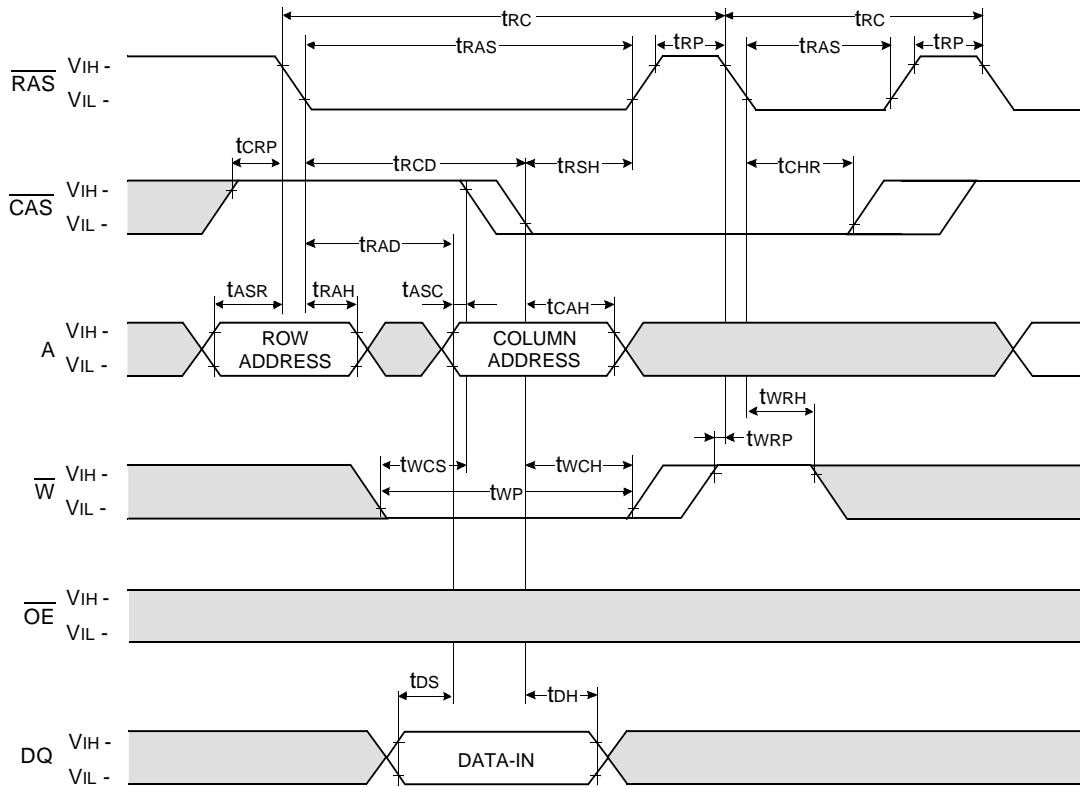 tRC tRC
tRAS tRP tRAS tRP
RAS VIH -
VIL -
tCRP tRCD tRSH tCHR
CAS VIH -
VIL -
tRAD
tASR tRAH tASC tCAH
A VIH -
VIL -
ROW ADDRESS
COLUMN ADDRESS
tWRH
tWRP
W VIH -
VIL -
tWCS tWCH
tWP
OE VIH -
VIL -
tDS tDH
DQ VIH -
VIL -
DATA-IN